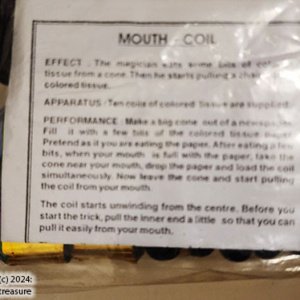 MOUTH - COIL
EFFECT : The magician eats some bits of
tissue from a cone. Then he starts pulling a
colored tissue.
APPARATUS : Ten coils of colored tissue are supplied.
PERFORMANCE : Make a big cone out of a
Fill it with a few bits of the colored tissue paper.
Pretend as if you are eating the paper. After eating a few
bits, when your mouth is full with the paper, take the
cone near your mouth, drop the paper and load the coil
simultaneously. Now leave the cone and start pulling
the coil from your mouth.
The coil starts unwinding from the centre. Before you
start the trick, pull the inner end a little so that you can
pull it easily from your mouth.
(c) 2024:
treasure